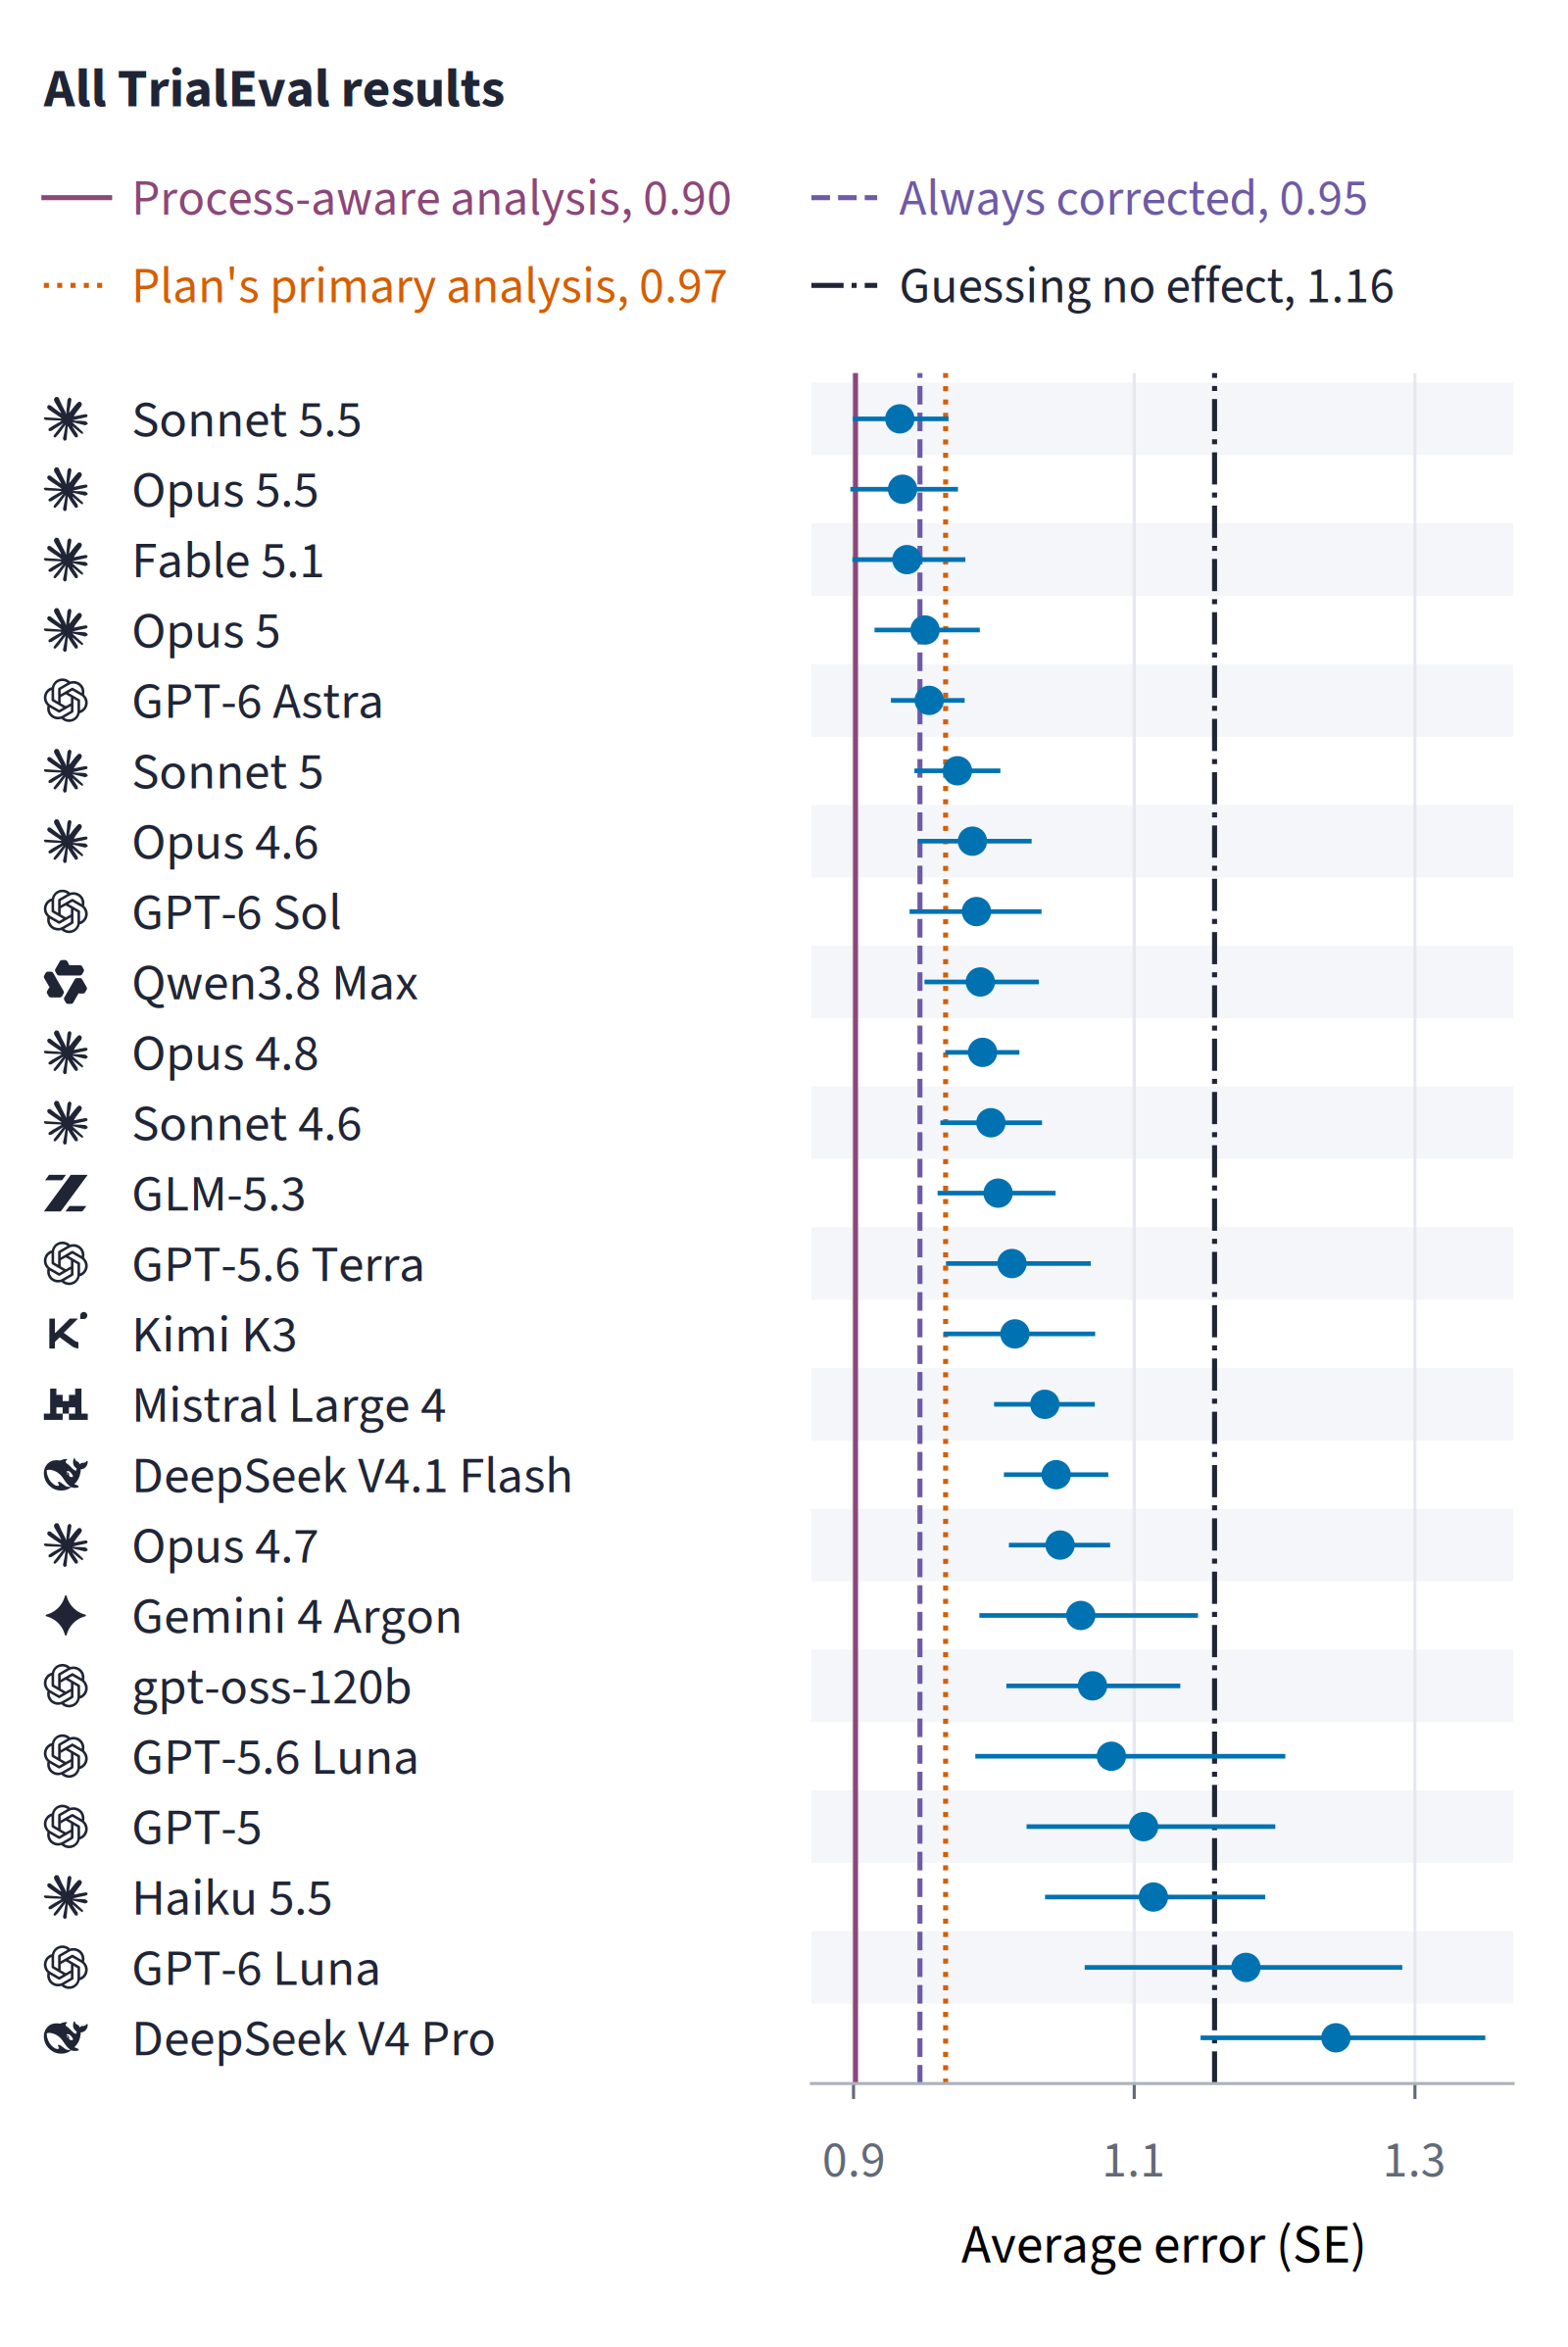 All TrialEval results
Process-aware analysis, 0.90
Always corrected, 0.95
Plan's primary analysis, 0.97
Guessing no effect, 1.16
Sonnet 5.5
Opus 5.5
Fable 5.1
Opus 5
GPT-6 Astra
Sonnet 5
Opus 4.6
GPT-6 Sol
Qwen3.8 Max
Opus 4.8
Sonnet 4.6
GLM-5.3
GPT-5.6 Terra
Kimi K3
Mistral Large 4
DeepSeek V4.1 Flash
Opus 4.7
Gemini 4 Argon
gpt-oss-120b
GPT-5.6 Luna
GPT-5
Haiku 5.5
GPT-6 Luna
DeepSeek V4 Pro
0.9 1.1 1.3
Average error (SE)